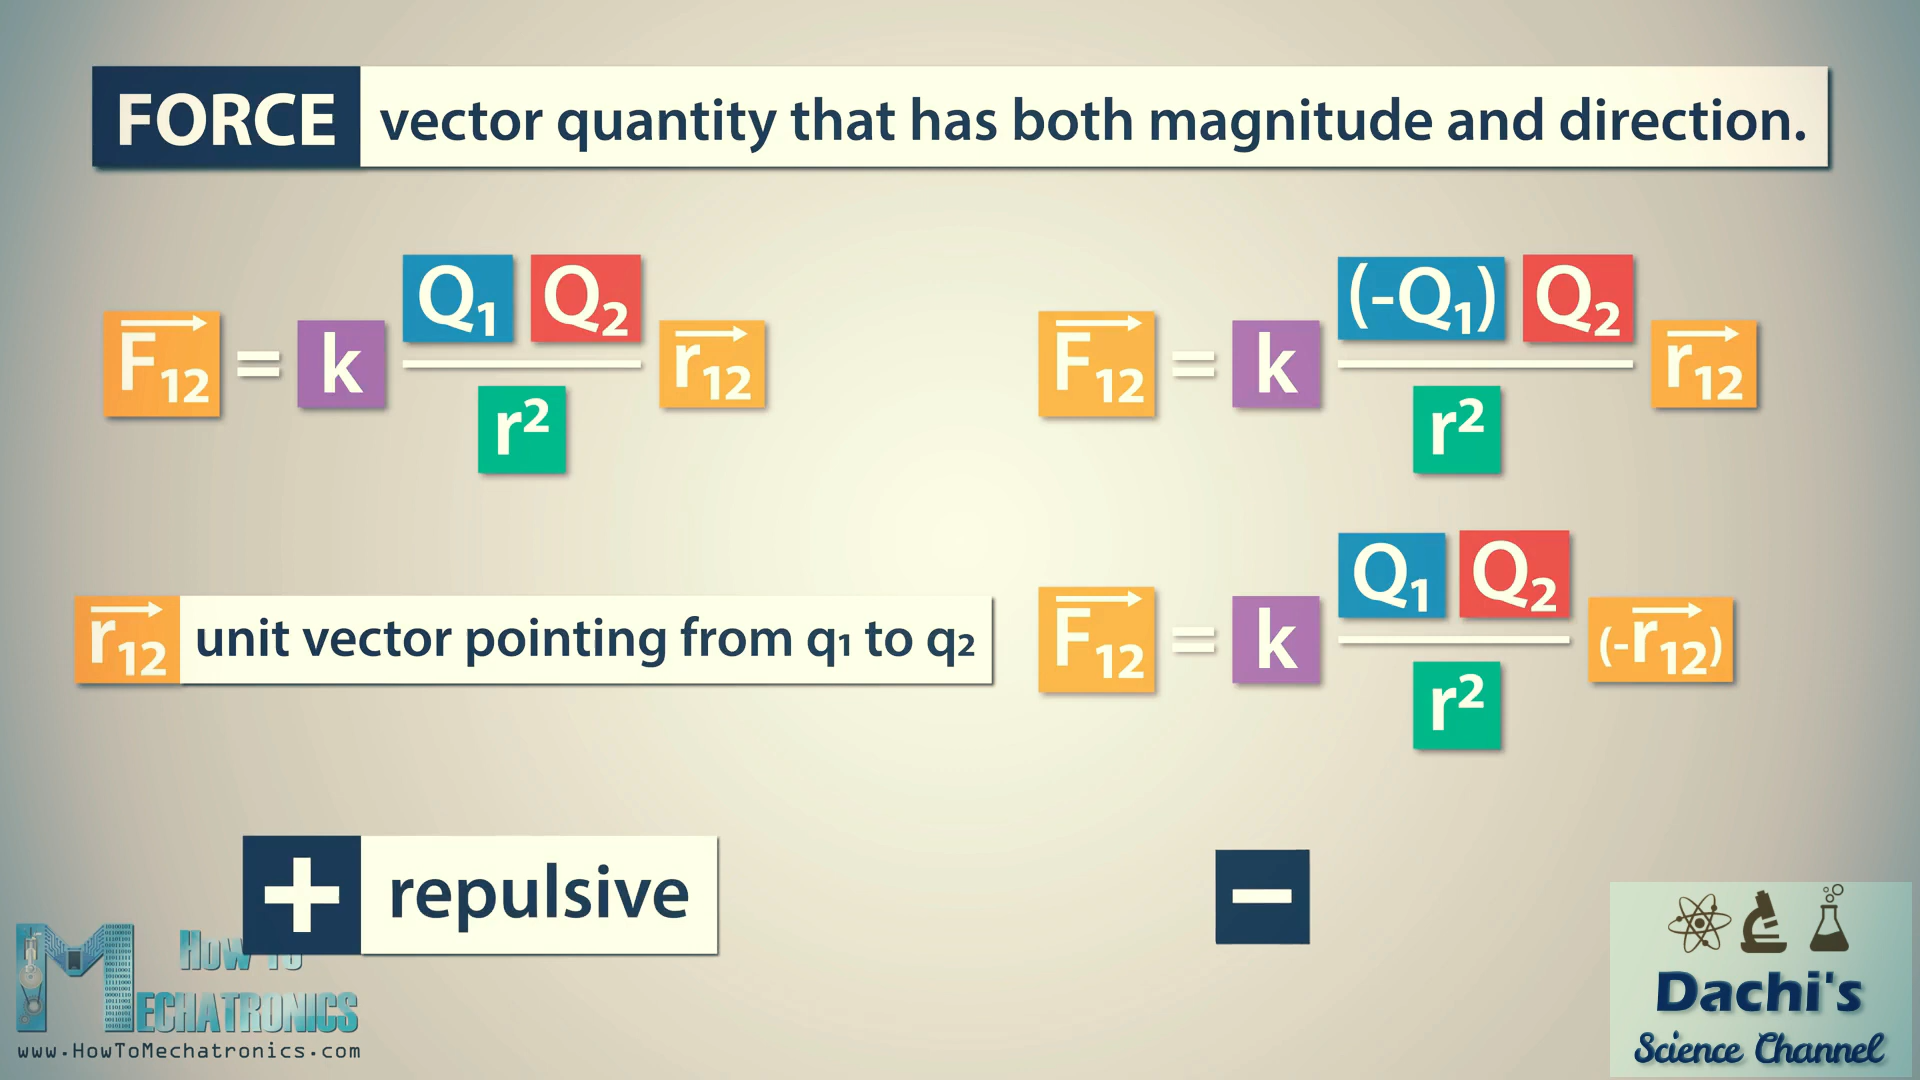 FORCE vector quantity that has both magnitude and direction.
F₁₂ = k Q₁ Q₂ / r² r₁₂
F₁₂ = k (-Q₁) Q₂ / r² r₁₂
r₁₂ unit vector pointing from q₁ to q₂
F₁₂ = k Q₁ Q₂ / r² (-r₁₂)
+ repulsive
−
How To
MECHATRONICS
www.HowToMechatronics.com
Dachi's
Science Channel